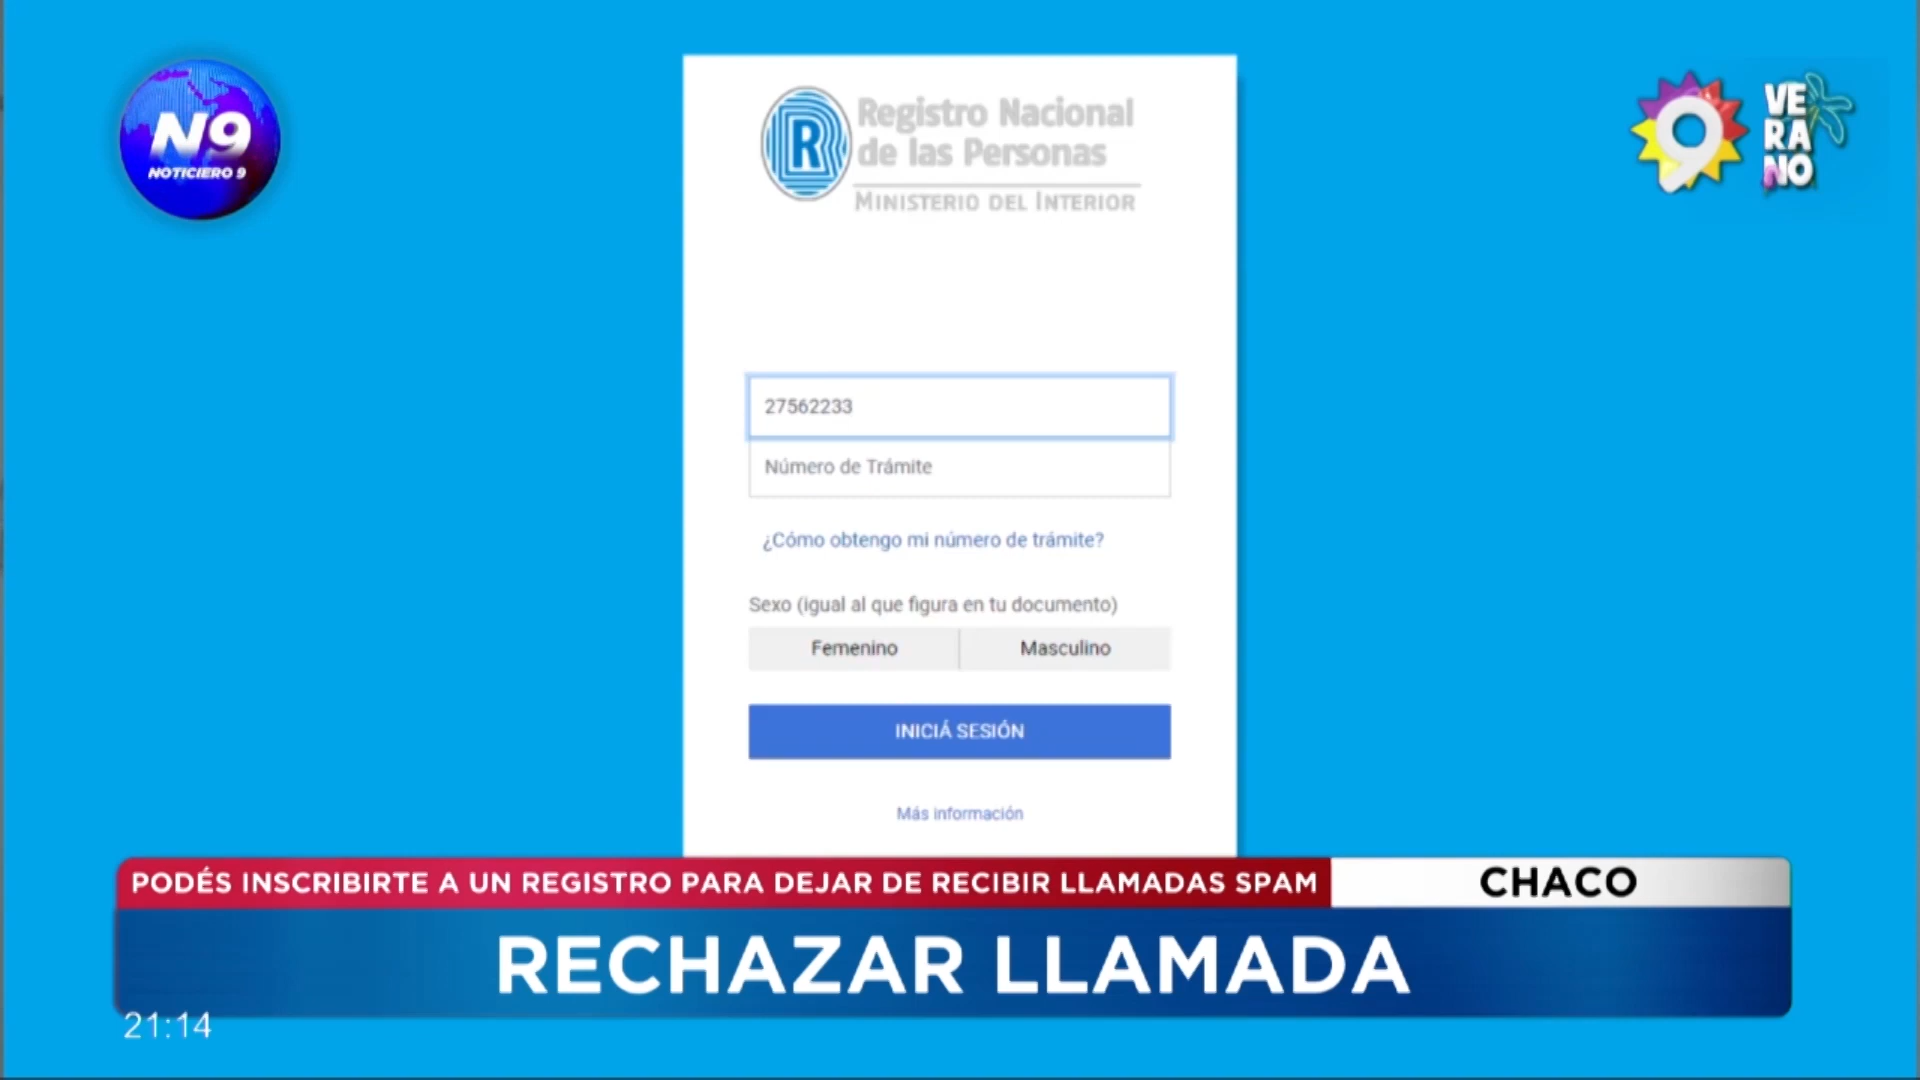 N9
NOTICIERO 9
R
Registro Nacional
de las Personas
MINISTERIO DEL INTERIOR
9
VE
RA
NO
27562233
Número de Trámite
¿Cómo obtengo mi número de trámite?
Sexo (igual al que figura en tu documento)
Femenino
Masculino
INICIÁ SESIÓN
Más información
PODÉS INSCRIBIRTE A UN REGISTRO PARA DEJAR DE RECIBIR LLAMADAS SPAM
CHACO
RECHAZAR LLAMADA
21:14